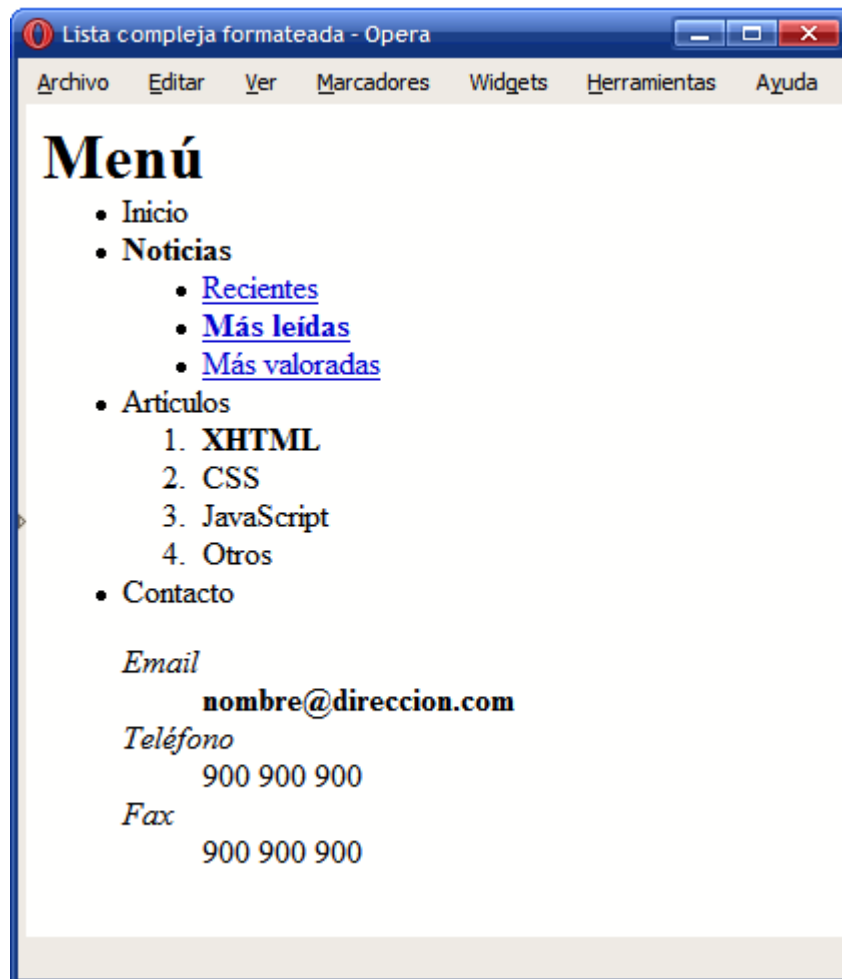 Lista compleja formateada - Opera
Archivo Editar Ver Marcadores Widgets Herramientas Ayuda
Menú
• Inicio
• Noticias
• Recientes
• Más leídas
• Más valoradas
• Artículos
1. XHTML
2. CSS
3. JavaScript
4. Otros
• Contacto
Email
nombre@direccion.com
Teléfono
900 900 900
Fax
900 900 900